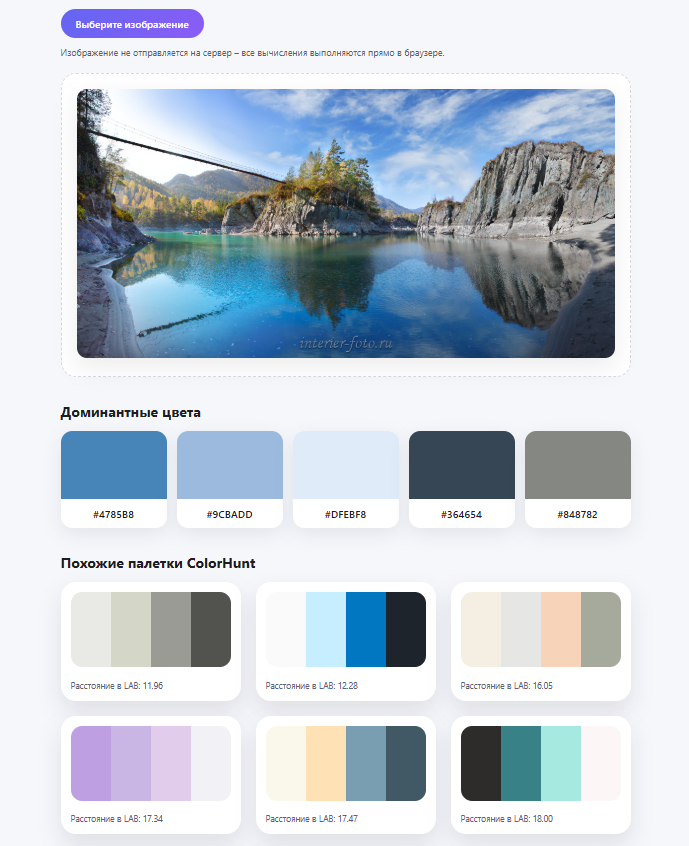 Выберите изображение
Изображение не отправляется на сервер – все вычисления выполняются прямо в браузере.
interier-foto.ru
Доминантные цвета
#4785B8
#9CBADD
#DFEBF8
#364654
#848782
Похожие палитры ColorHunt
Расстояние в LAB: 11.96
Расстояние в LAB: 12.28
Расстояние в LAB: 16.05
Расстояние в LAB: 17.34
Расстояние в LAB: 17.47
Расстояние в LAB: 18.00